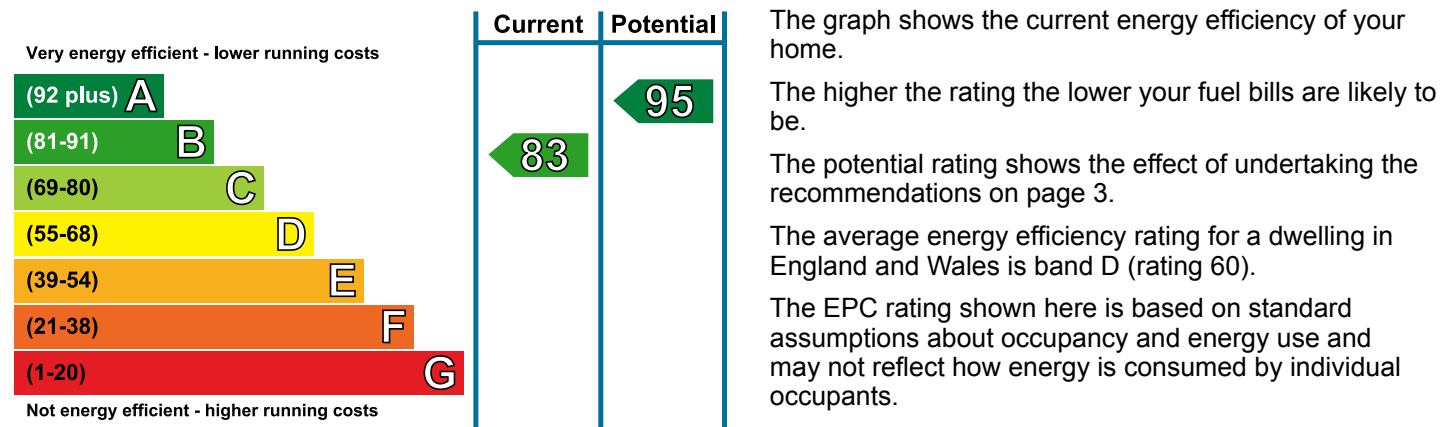 Current Potential
Very energy efficient - lower running costs
(92 plus) A
95
(81-91) B
83
(69-80) C
(55-68) D
(39-54) E
(21-38) F
(1-20) G
Not energy efficient - higher running costs
The graph shows the current energy efficiency of your
home.
The higher the rating the lower your fuel bills are likely to
be.
The potential rating shows the effect of undertaking the
recommendations on page 3.
The average energy efficiency rating for a dwelling in
England and Wales is band D (rating 60).
The EPC rating shown here is based on standard
assumptions about occupancy and energy use and
may not reflect how energy is consumed by individual
occupants.